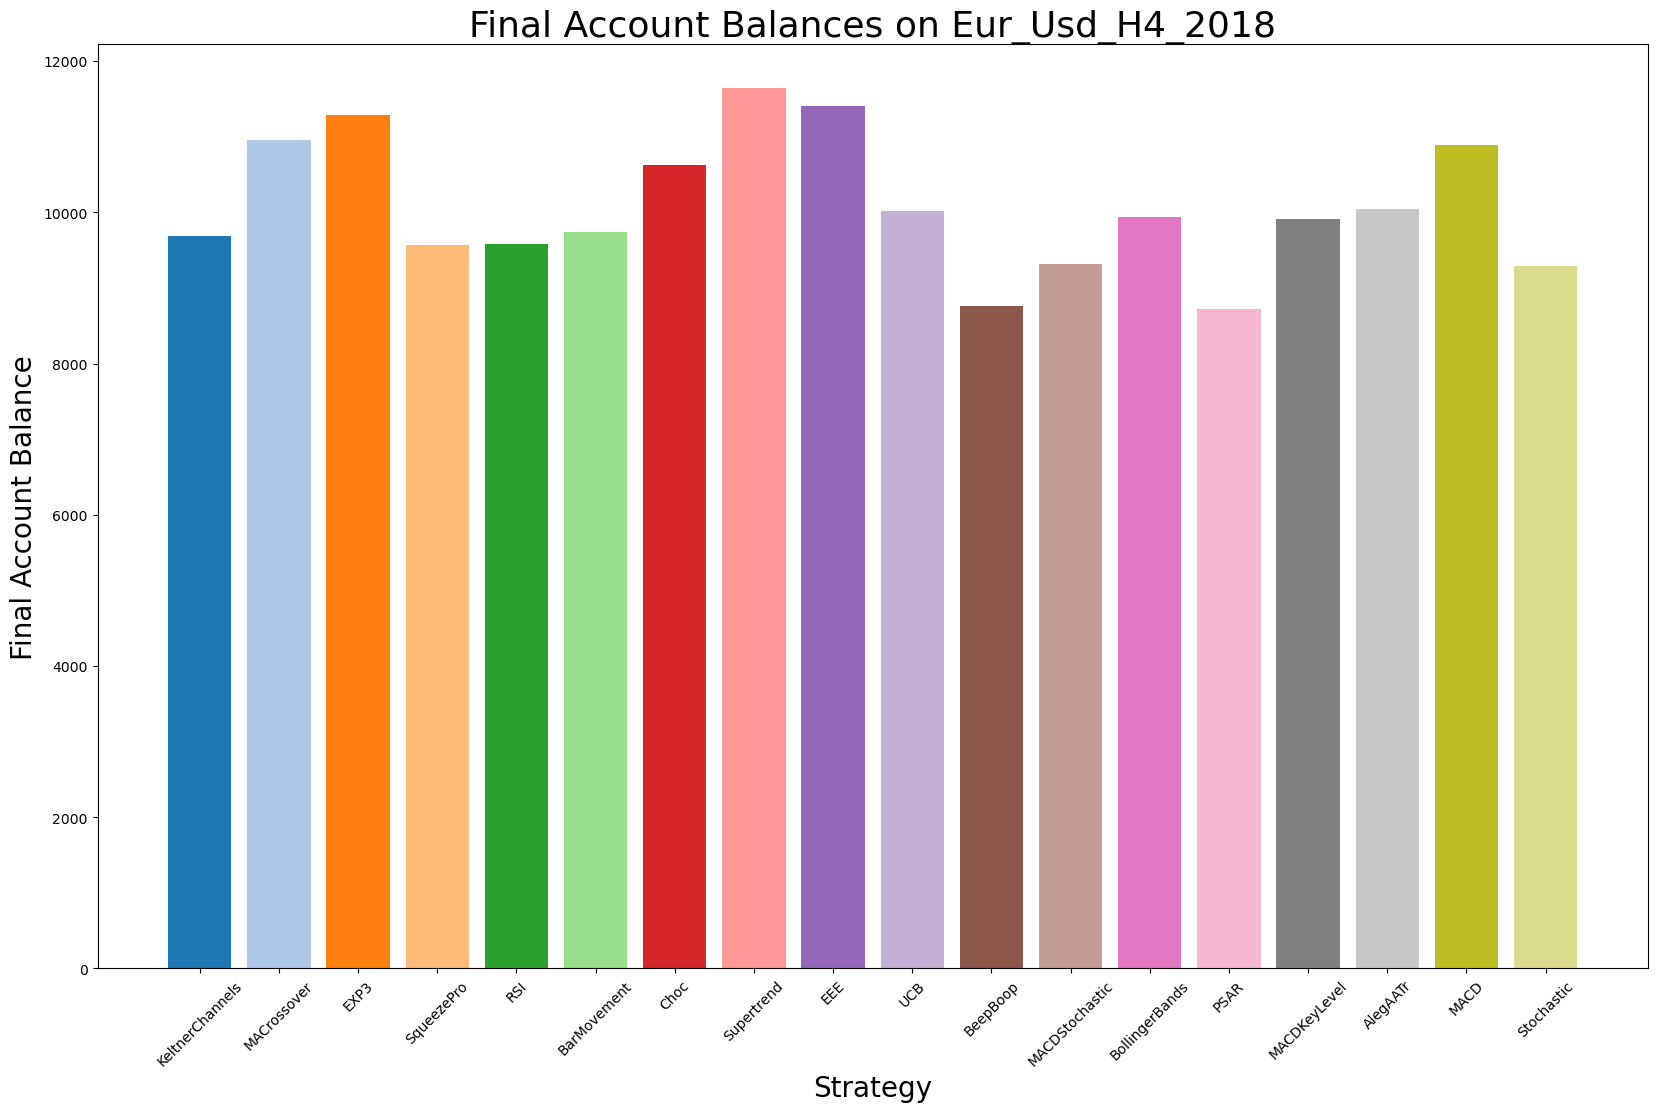 Final Account Balances on Eur_Usd_H4_2018
Final Account Balance
12000
10000
8000
6000
4000
2000
0
KeltnerChannels
MACrossover
EXP3
SqueezePro
RSI
BarMovement
Choc
Supertrend
EEE
UCB
BeepBoop
MACDStochastic
BollingerBands
PSAR
MACDKeyLevel
AlegAATr
MACD
Stochastic
Strategy